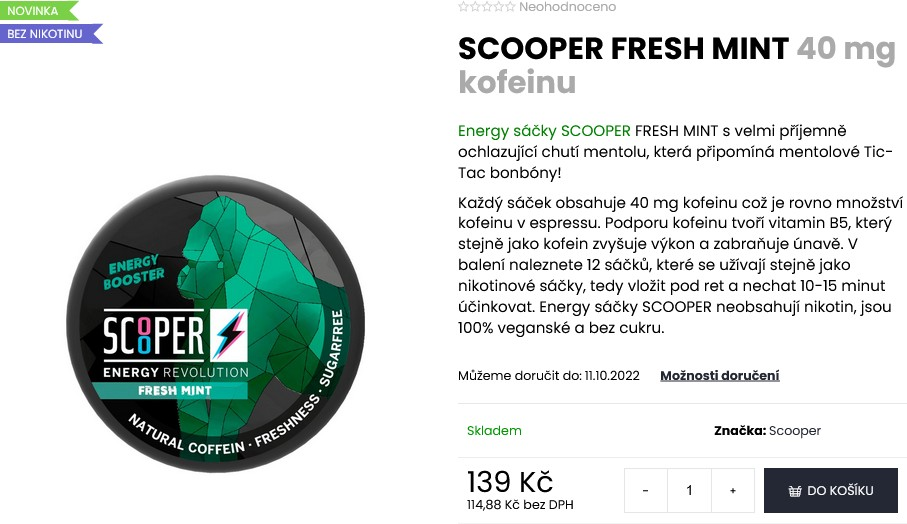 NOVINKA
BEZ NIKOTINU
Neohodnoceno
SCOOPER FRESH MINT 40 mg
kofeinu
Energy sáčky SCOOPER FRESH MINT s velmi příjemně
ochlazující chutí mentolu, která připomíná mentolové Tic-
Tac bonbóny!
Každý sáček obsahuje 40 mg kofeinu což je rovno množství
kofeinu v espressu. Podporu kofeinu tvoří vitamin B5, který
stejně jako kofein zvyšuje výkon a zabraňuje únavě. V
balení naleznete 12 sáčků, které se užívají stejně jako
nikotinové sáčky, tedy vložit pod ret a nechat 10-15 minut
účinkovat. Energy sáčky SCOOPER neobsahují nikotin, jsou
100% veganské a bez cukru.
ENERGY
BOOSTER
SCOOPER
ENERGY REVOLUTION
FRESH MINT
NATURAL COFFEIN · FRESHNESS · SUGARFREE
Můžeme doručit do: 11.10.2022 Možnosti doručení
Skladem
Značka: Scooper
139 Kč
114,88 Kč bez DPH
- 1 +
DO KOŠÍKU